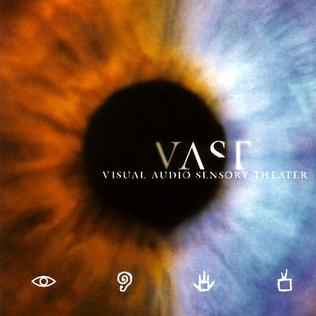 VAST
VISUAL AUDIO SENSORY THEATER